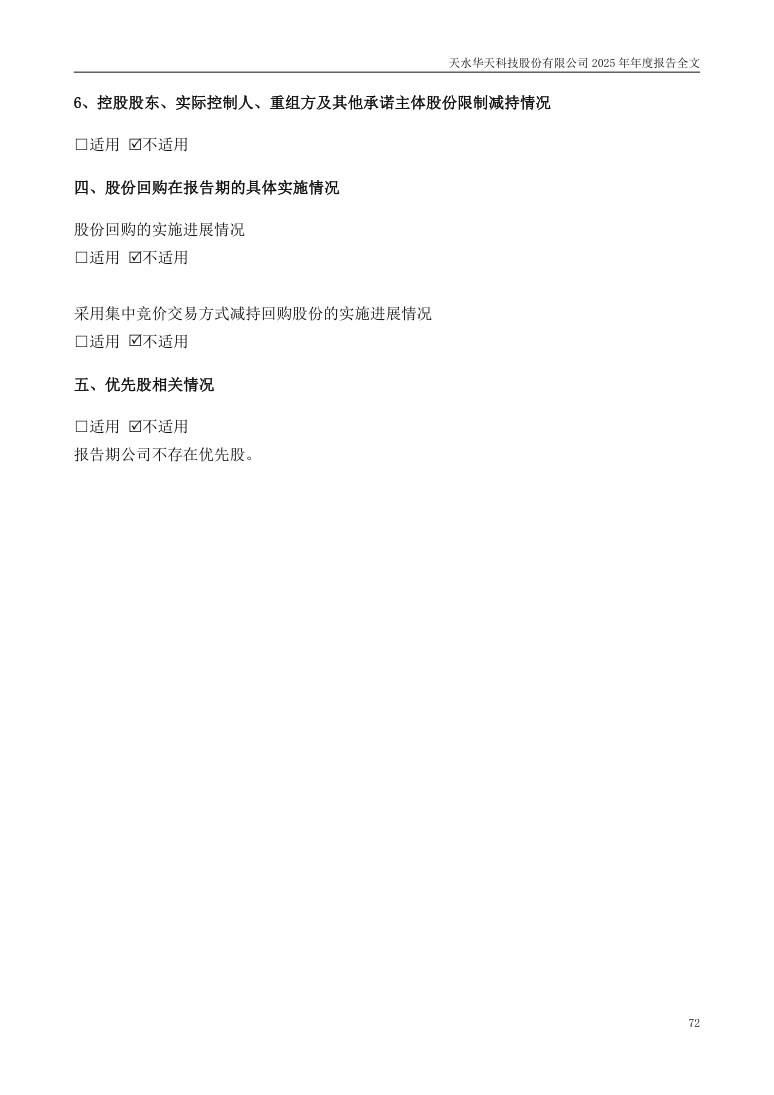 天水华天科技股份有限公司 2025 年年度报告全文
6、控股股东、实际控制人、重组方及其他承诺主体股份限制减持情况
□适用 ☑不适用
四、股份回购在报告期的具体实施情况
股份回购的实施进展情况
□适用 ☑不适用
采用集中竞价交易方式减持回购股份的实施进展情况
□适用 ☑不适用
五、优先股相关情况
□适用 ☑不适用
报告期公司不存在优先股。
72